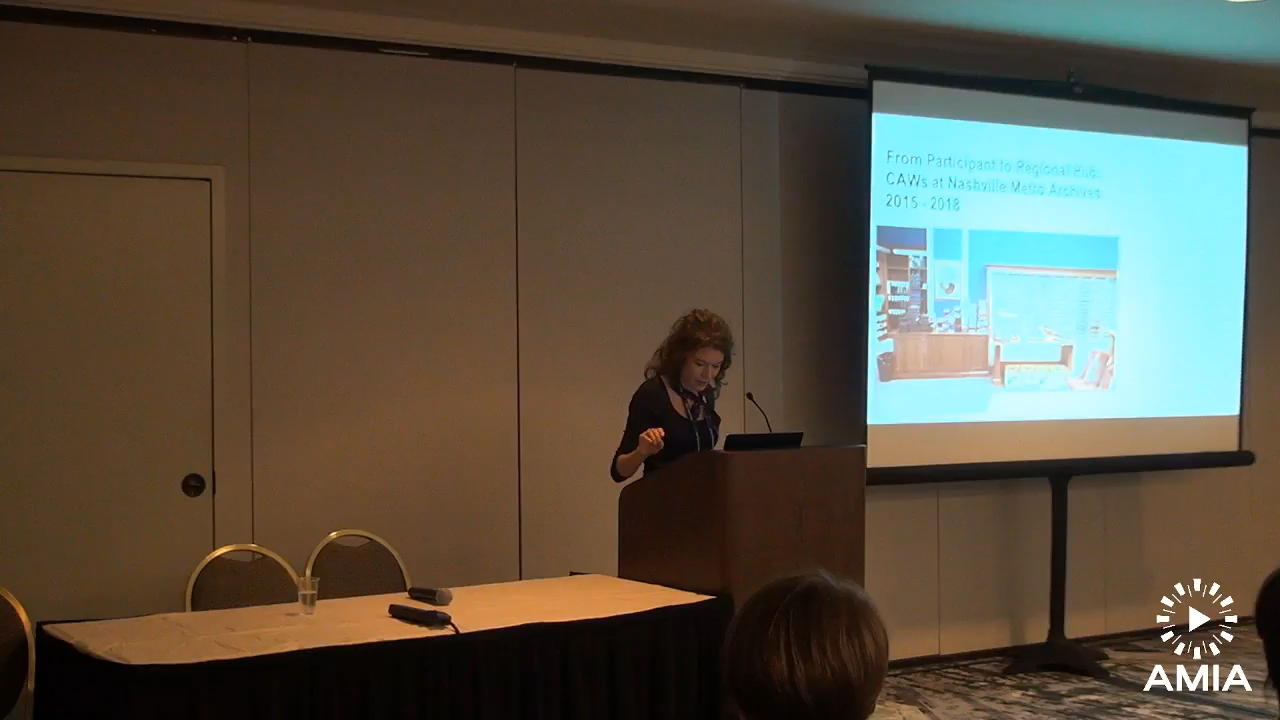 From Participant to Regional Hub:
CAWs at Nashville Metro Archives
2015 - 2018
AMIA